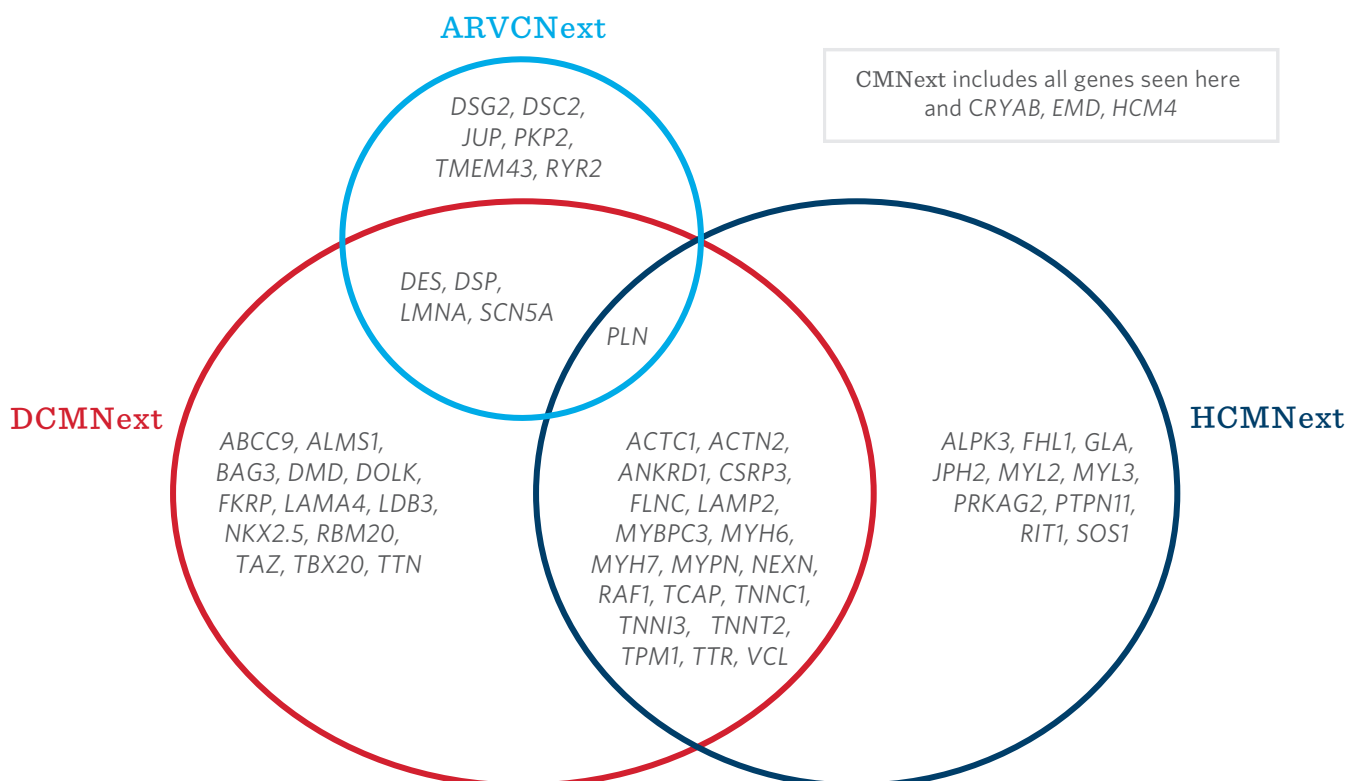 ARVCNext
CMNext includes all genes seen here
and CRYAB, EMD, HCM4
DSG2, DSC2,
JUP, PKP2,
TMEM43, RYR2
DES, DSP,
LMNA, SCN5A
PLN
DCMNext
HCMNext
ABCC9, ALMS1,
BAG3, DMD, DOLK,
FKRP, LAMA4, LDB3,
NKX2.5, RBM20,
TAZ, TBX20, TTN
ACTC1, ACTN2,
ANKRD1, CSRP3,
FLNC, LAMP2,
MYBPC3, MYH6,
MYH7, MYPN, NEXN,
RAF1, TCAP, TNNC1,
TNNI3, TNNT2,
TPM1, TTR, VCL
ALPK3, FHL1, GLA,
JPH2, MYL2, MYL3,
PRKAG2, PTPN11,
RIT1, SOS1